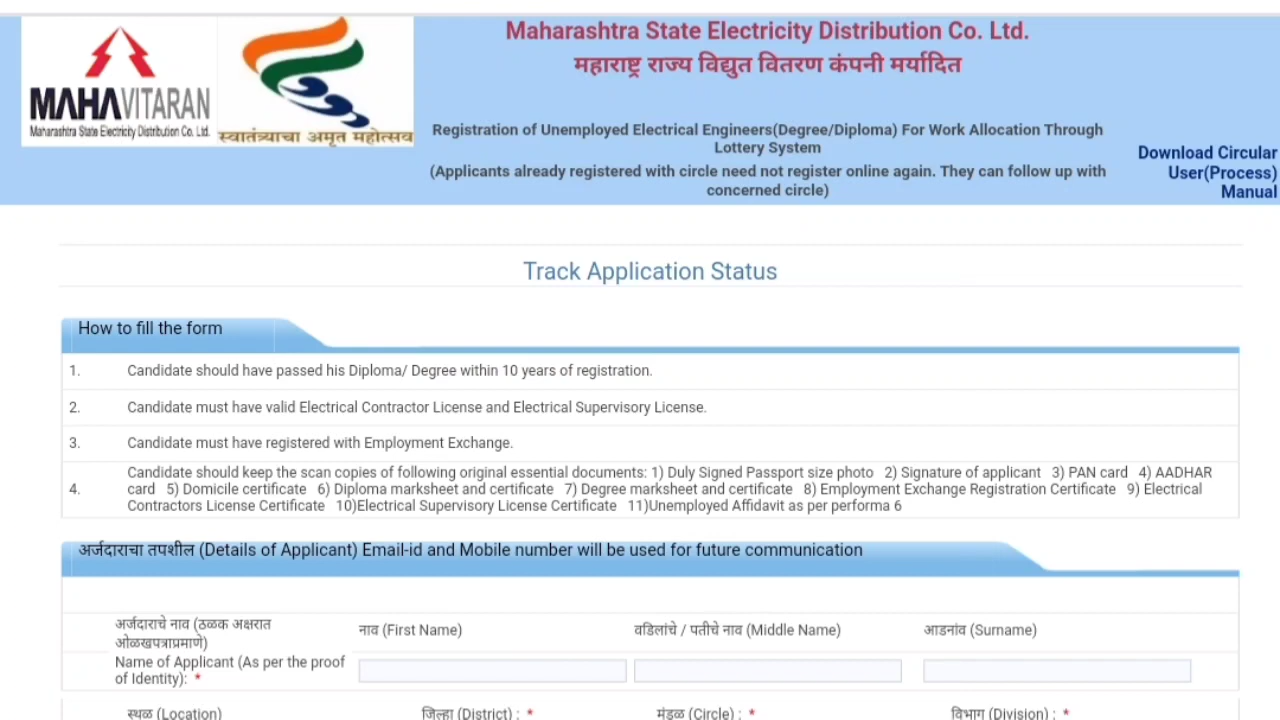 Maharashtra State Electricity Distribution Co. Ltd.
महाराष्ट्र राज्य विद्युत वितरण कंपनी मर्यादित
MAHAVITARAN
Maharashtra State Electricity Distribution Co. Ltd.
स्वातंत्र्याचा अमृत महोत्सव
Registration of Unemployed Electrical Engineers(Degree/Diploma) For Work Allocation Through
Lottery System
(Applicants already registered with circle need not register online again. They can follow up with
concerned circle)
Download Circular
User(Process)
Manual
Track Application Status
How to fill the form
1. Candidate should have passed his Diploma/ Degree within 10 years of registration.
2. Candidate must have valid Electrical Contractor License and Electrical Supervisory License.
3. Candidate must have registered with Employment Exchange.
4. Candidate should keep the scan copies of following original essential documents: 1) Duly Signed Passport size photo 2) Signature of applicant 3) PAN card 4) AADHAR
card 5) Domicile certificate 6) Diploma marksheet and certificate 7) Degree marksheet and certificate 8) Employment Exchange Registration Certificate 9) Electrical
Contractors License Certificate 10)Electrical Supervisory License Certificate 11)Unemployed Affidavit as per performa 6
अर्जदाराचा तपशील (Details of Applicant) Email-id and Mobile number will be used for future communication
अर्जदाराचे नाव (ठळक अक्षरात
ओळखपत्राप्रमाणे)
Name of Applicant (As per the proof
of Identity): *
नाव (First Name)
वडिलांचे / पतीचे नाव (Middle Name)
आडनांव (Surname)
स्थळ (Location)
जिल्हा (District) : *
मंडळ (Circle) : *
विभाग (Division) : *